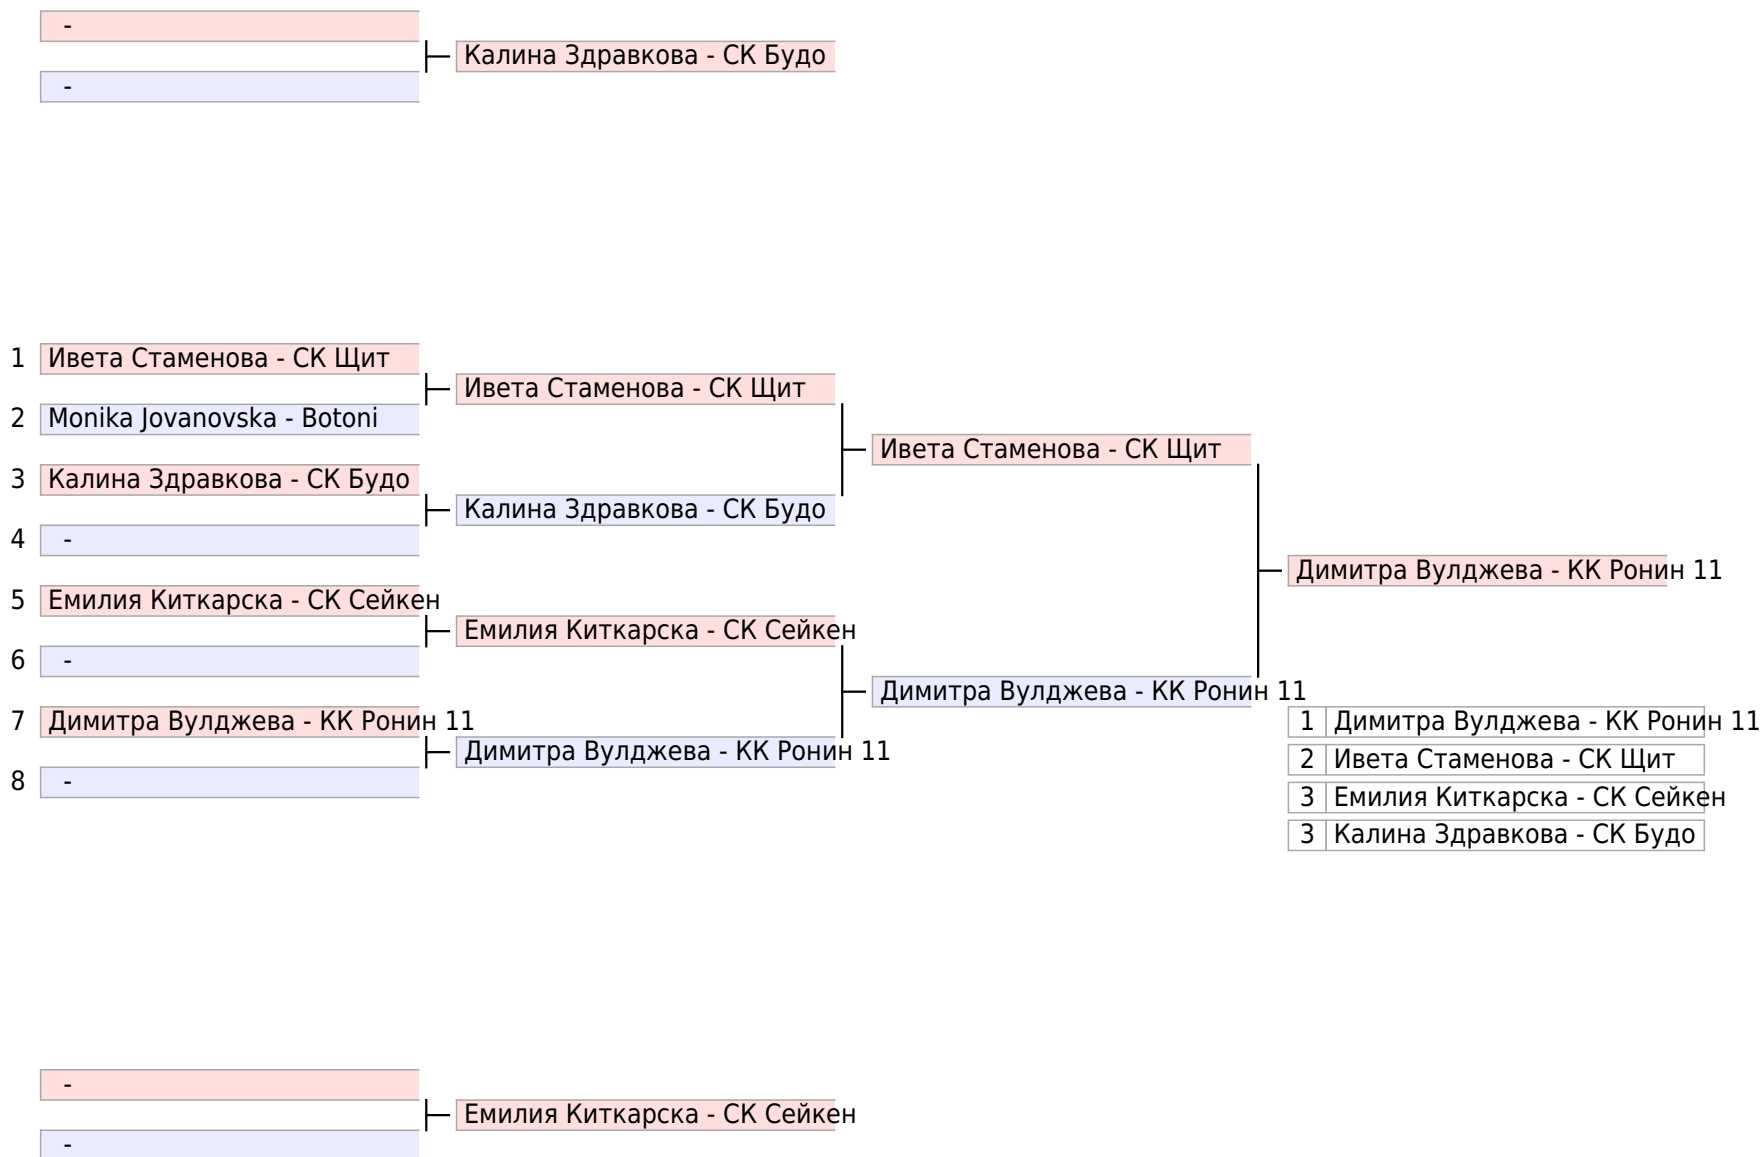 -
Калина Здравкова - СК Будо
-
1 Ивета Стаменова - СК Щит
Ивета Стаменова - СК Щит
2 Monika Jovanovska - Botoni
Ивета Стаменова - СК Щит
3 Калина Здравкова - СК Будо
Калина Здравкова - СК Будо
4 -
Димитра Вулджева - КК Ронин 11
5 Емилия Киткарска - СК Сейкен
Емилия Киткарска - СК Сейкен
6 -
Димитра Вулджева - КК Ронин 11
7 Димитра Вулджева - КК Ронин 11
Димитра Вулджева - КК Ронин 11
8 -
1 Димитра Вулджева - КК Ронин 11
2 Ивета Стаменова - СК Щит
3 Емилия Киткарска - СК Сейкен
3 Калина Здравкова - СК Будо
-
Емилия Киткарска - СК Сейкен
-